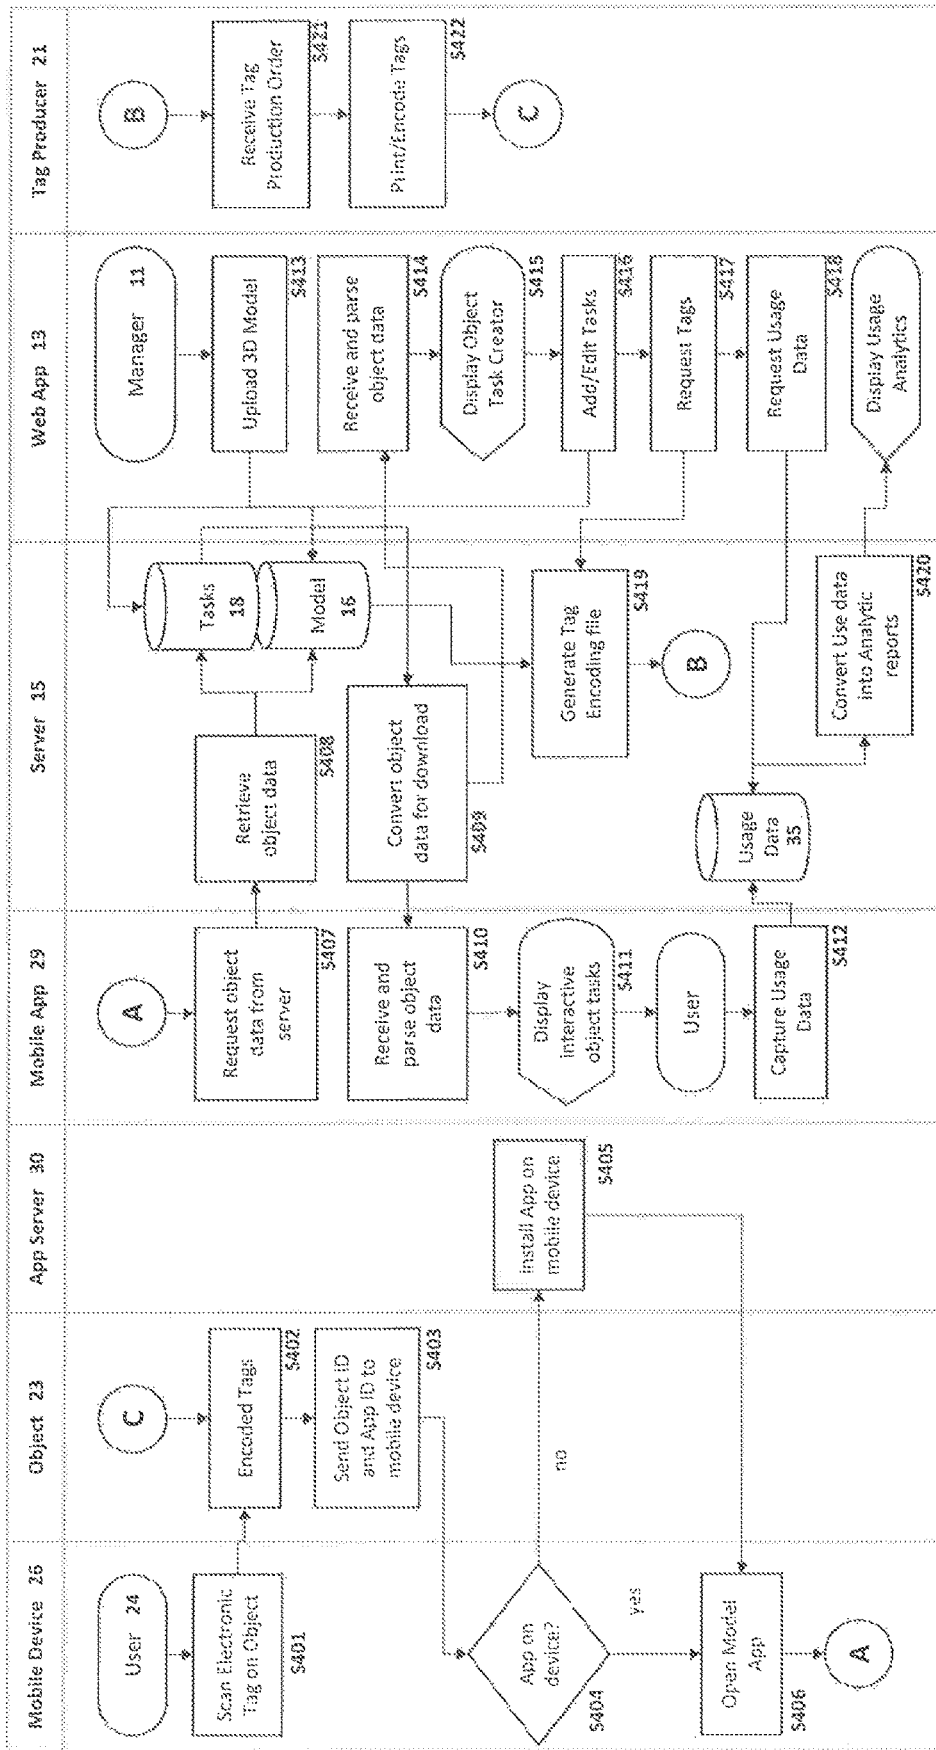 Mobile Device 26
User 24
Scan Electronic
Tag on Object
S401
App on
device?
S404
yes
no
Open Model
App
S406
A
Object 23
C
Encoded Tags
S402
Send Object ID
and App ID to
mobile device
S403
App Server 30
Install App on
mobile device
S405
Mobile App 29
A
Request object
data from
server
S407
Receive and
parse object
data
S410
Display
interactive
object tasks
S411
User
Capture Usage
Data
S412
Server 15
Retrieve
object data
S408
Tasks
18
Model
16
Convert object
data for download
S409
Generate Tag
Encoding file
S419
B
Usage
Data
35
Convert Use data
into Analytic
reports
S420
Web App 13
Manager 11
Upload 3D Model
S413
Receive and parse
object data
S414
Display Object
Task Creator
S415
Add/Edit Tasks
S416
Request Tags
S417
Request Usage
Data
S418
Display Usage
Analytics
Tag Producer 21
B
Receive Tag
Production Order
S421
Print/Encode Tags
S422
C